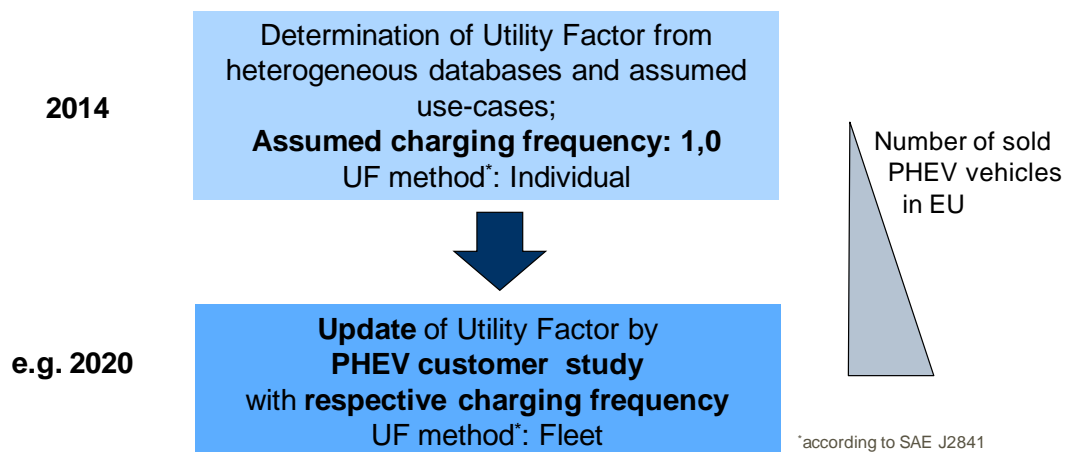 2014
Determination of Utility Factor from
heterogeneous databases and assumed
use-cases;
Assumed charging frequency: 1,0
UF method*: Individual
Number of sold
PHEV vehicles
in EU
e.g. 2020
Update of Utility Factor by
PHEV customer study
with respective charging frequency
UF method*: Fleet
*according to SAE J2841